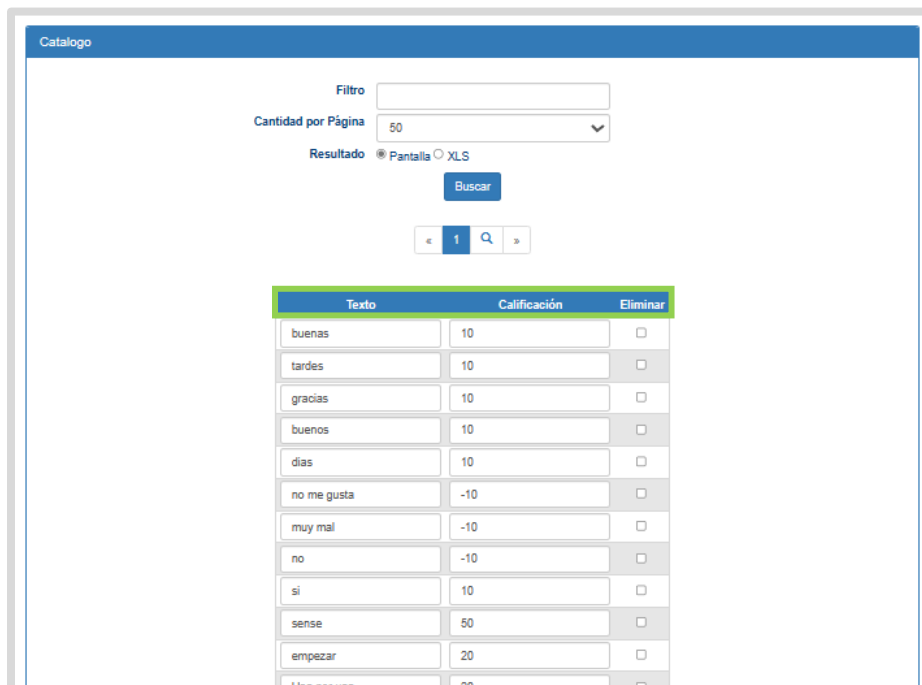 Catalogo
Filtro
Cantidad por Página 50
Resultado Pantalla XLS
Buscar
« 1 »
Texto Calificación Eliminar
buenas 10
tardes 10
gracias 10
buenos 10
dias 10
no me gusta -10
muy mal -10
no -10
si 10
sense 50
empezar 20